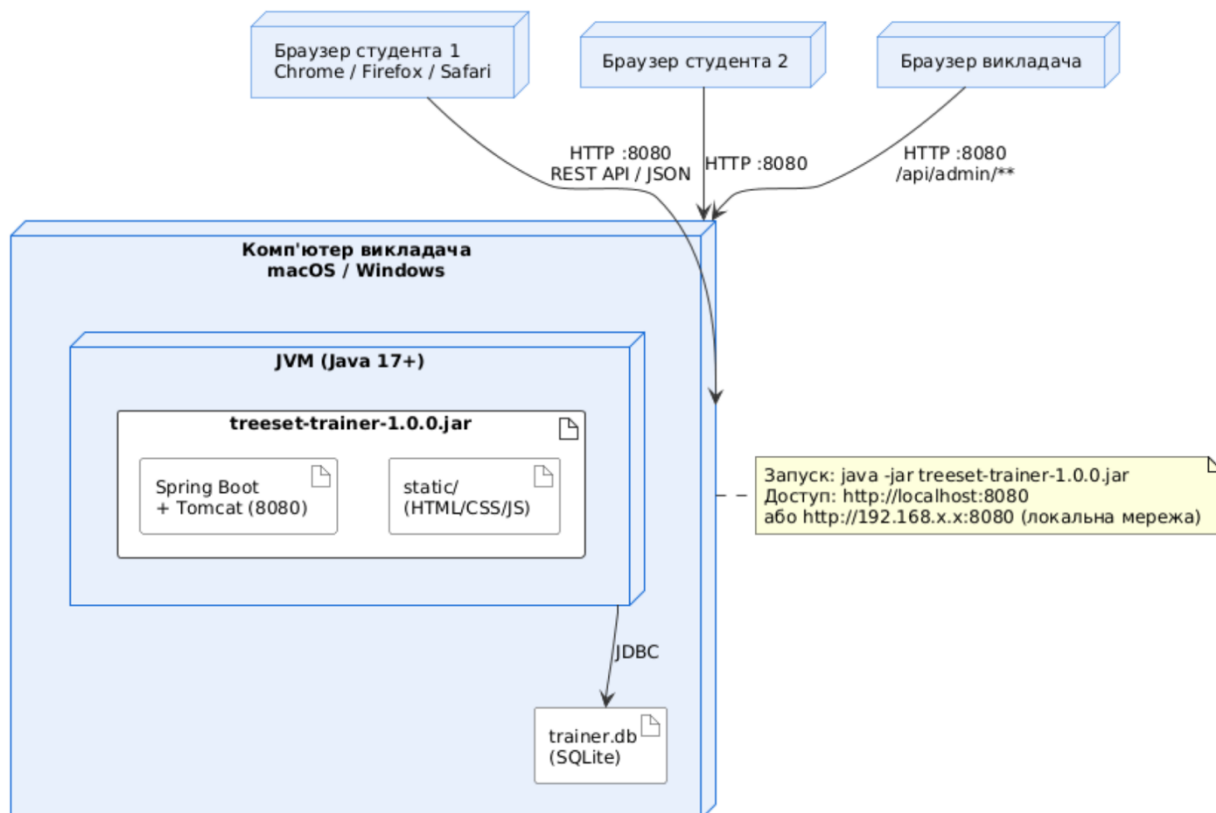 Браузер студента 1
Chrome / Firefox / Safari
Браузер студента 2
Браузер викладача
HTTP :8080
REST API / JSON
HTTP :8080
HTTP :8080
/api/admin/**
Комп'ютер викладача
macOS / Windows
JVM (Java 17+)
treeset-trainer-1.0.0.jar
Spring Boot
+ Tomcat (8080)
static/
(HTML/CSS/JS)
Запуск: java -jar treeset-trainer-1.0.0.jar
Доступ: http://localhost:8080
або http://192.168.x.x:8080 (локальна мережа)
JDBC
trainer.db
(SQLite)